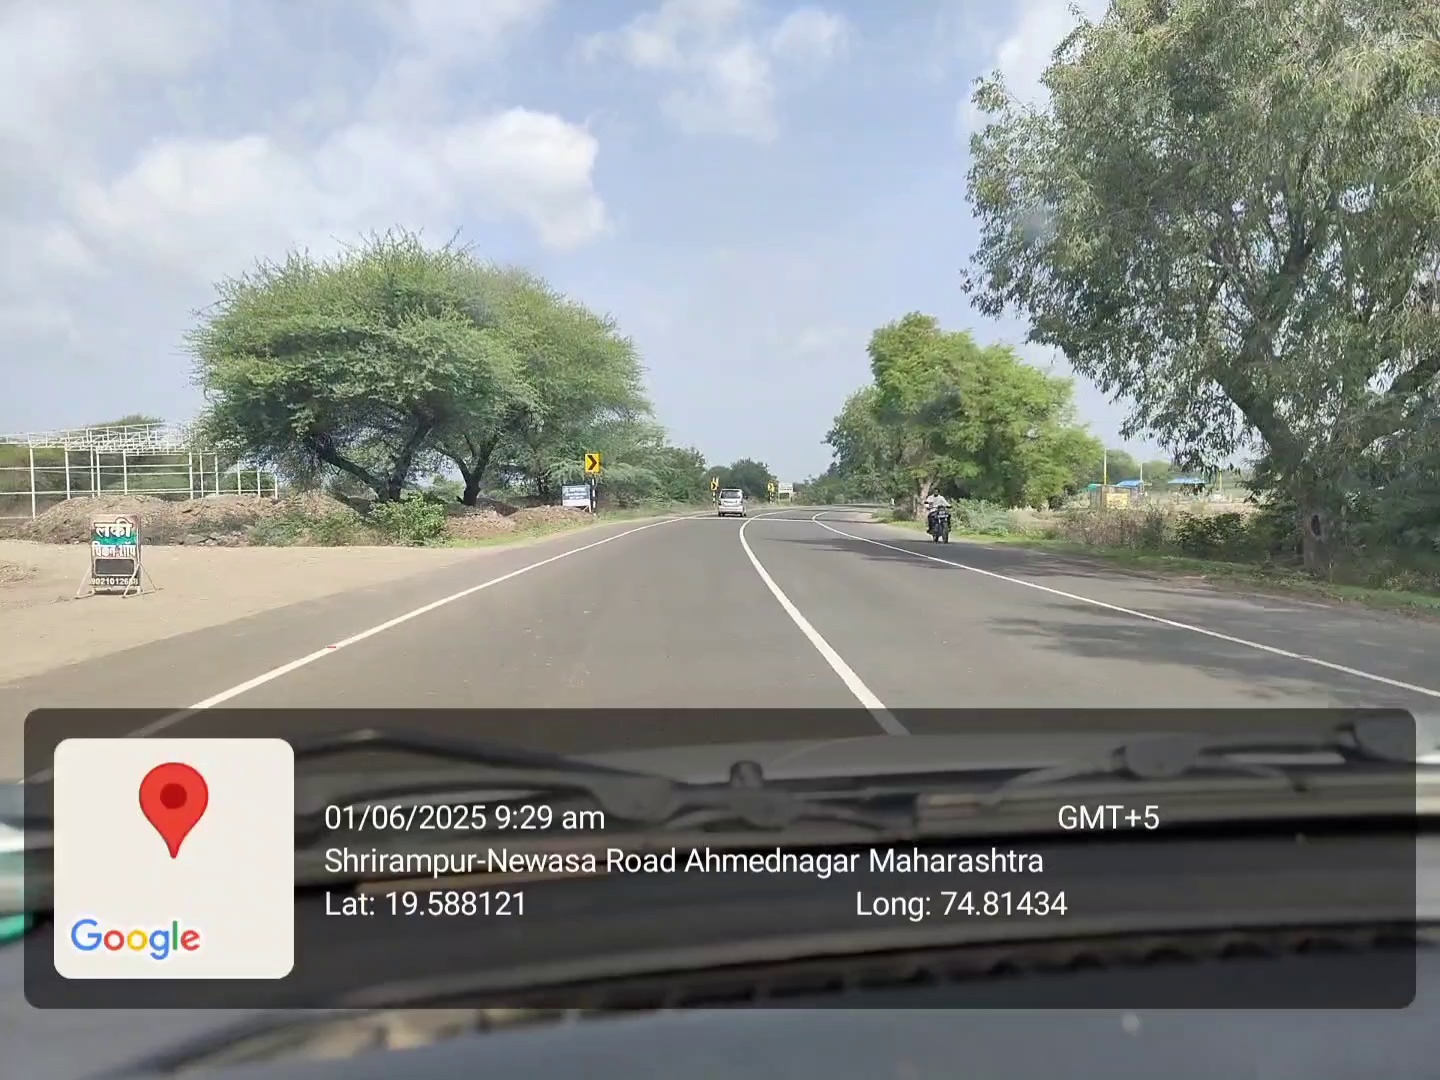 लकी
चिकन शॉप
01/06/2025 9:29 am
GMT+5
Shrirampur-Newasa Road Ahmednagar Maharashtra
Lat: 19.588121
Long: 74.81434
Google